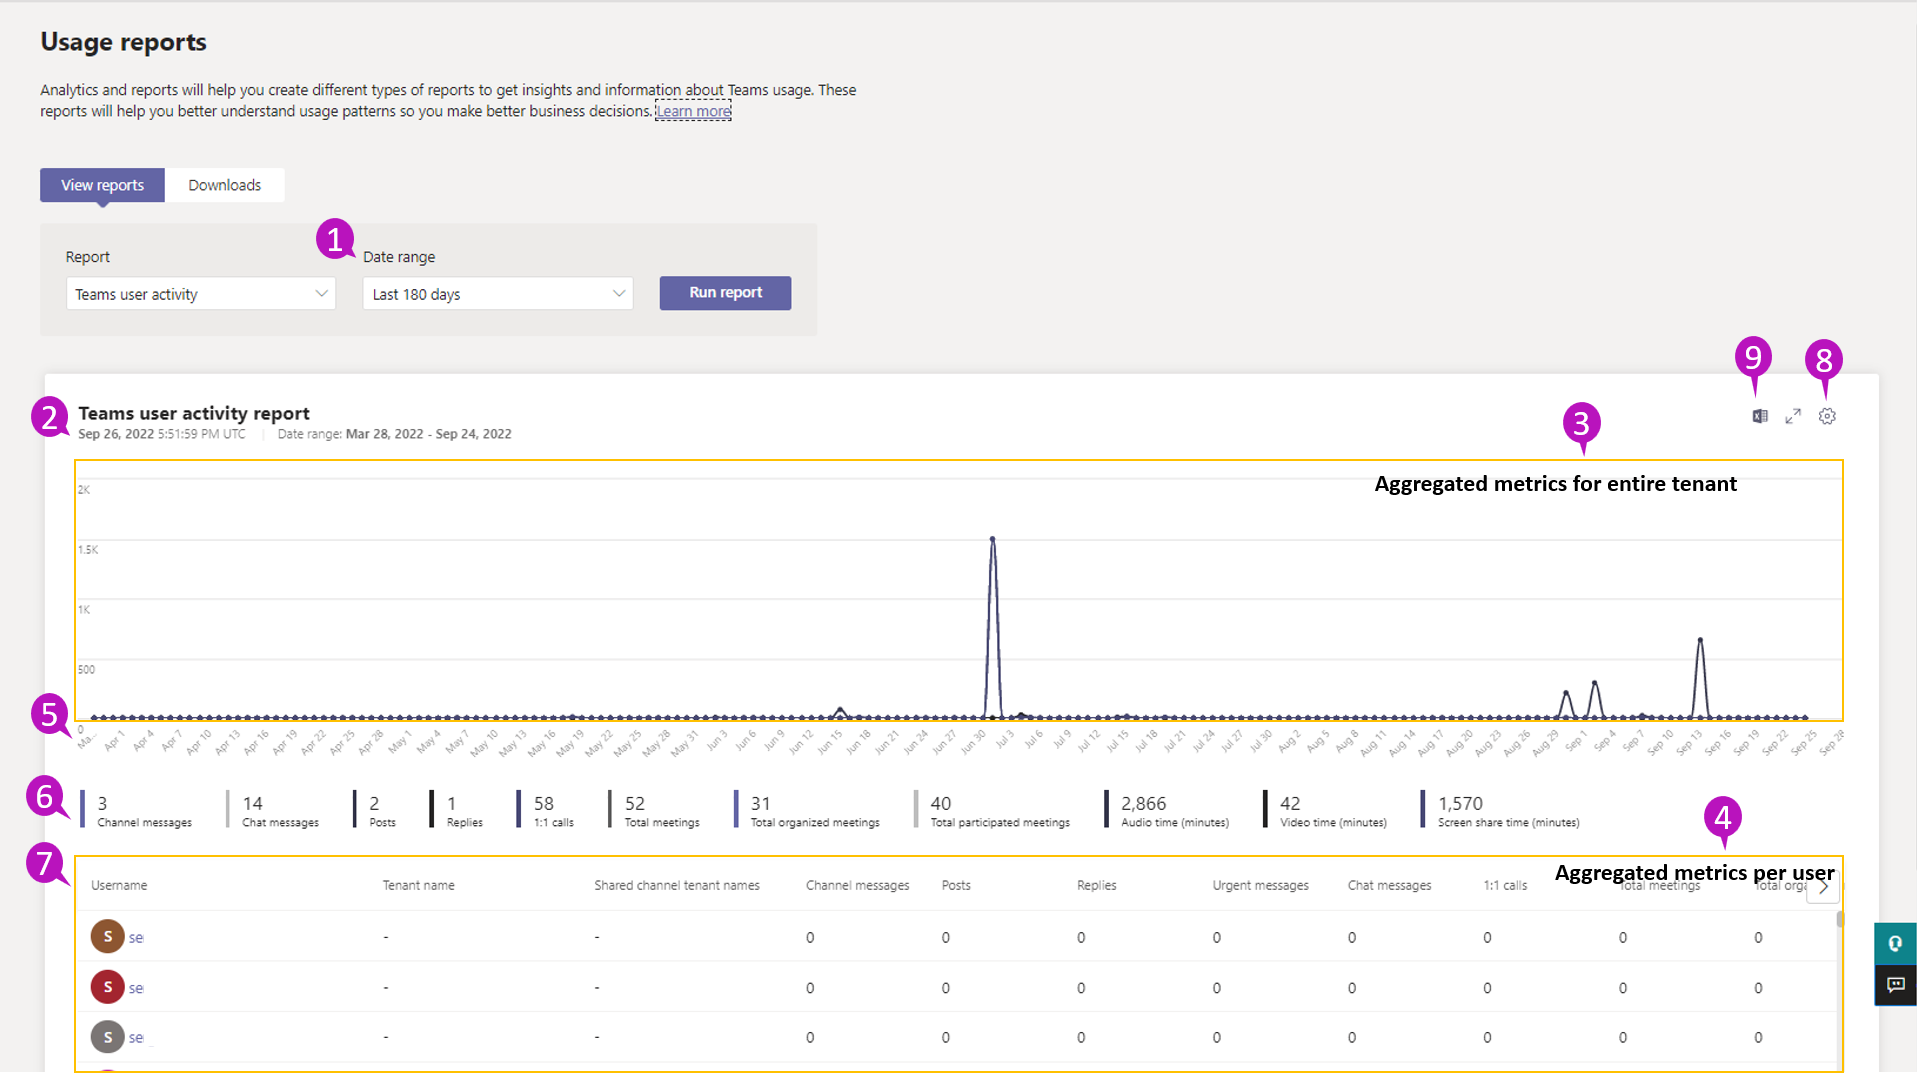 Usage reports
Analytics and reports will help you create different types of reports to get insights and information about Teams usage. These
reports will help you better understand usage patterns so you make better business decisions. Learn more
View reports
Downloads
1
Report
Date range
Teams user activity
Last 180 days
Run report
9
8
2
Teams user activity report
Sep 26, 2022 5:51:59 PM UTC | Date range: Mar 28, 2022 - Sep 24, 2022
3
Aggregated metrics for entire tenant
2K
1.5K
1K
500
0
5
Ma... Apr 1 Apr 4 Apr 7 Apr 10 Apr 13 Apr 16 Apr 19 Apr 22 Apr 25 Apr 28 May 1 May 4 May 7 May 10 May 13 May 16 May 19 May 22 May 25 May 28 May 31 Jun 3 Jun 6 Jun 9 Jun 12 Jun 15 Jun 18 Jun 21 Jun 24 Jun 27 Jun 30 Jul 3 Jul 6 Jul 9 Jul 12 Jul 15 Jul 18 Jul 21 Jul 24 Jul 27 Jul 30 Aug 2 Aug 5 Aug 8 Aug 11 Aug 14 Aug 17 Aug 20 Aug 23 Aug 26 Aug 29 Sep 1 Sep 4 Sep 7 Sep 10 Sep 13 Sep 16 Sep 19 Sep 22 Sep 25 Sep 28
6
3 14 2 1 58 52 31 40 2,866 42 1,570
Channel messages Chat messages Posts Replies 1:1 calls Total meetings Total organized meetings Total participated meetings Audio time (minutes) Video time (minutes) Screen share time (minutes)
4
7
Aggregated metrics per user
Username Tenant name Shared channel tenant names Channel messages Posts Replies Urgent messages Chat messages 1:1 calls Total meetings Total orga
S se - - 0 0 0 0 0 0 0 0
S se - - 0 0 0 0 0 0 0 0
S se - - 0 0 0 0 0 0 0 0